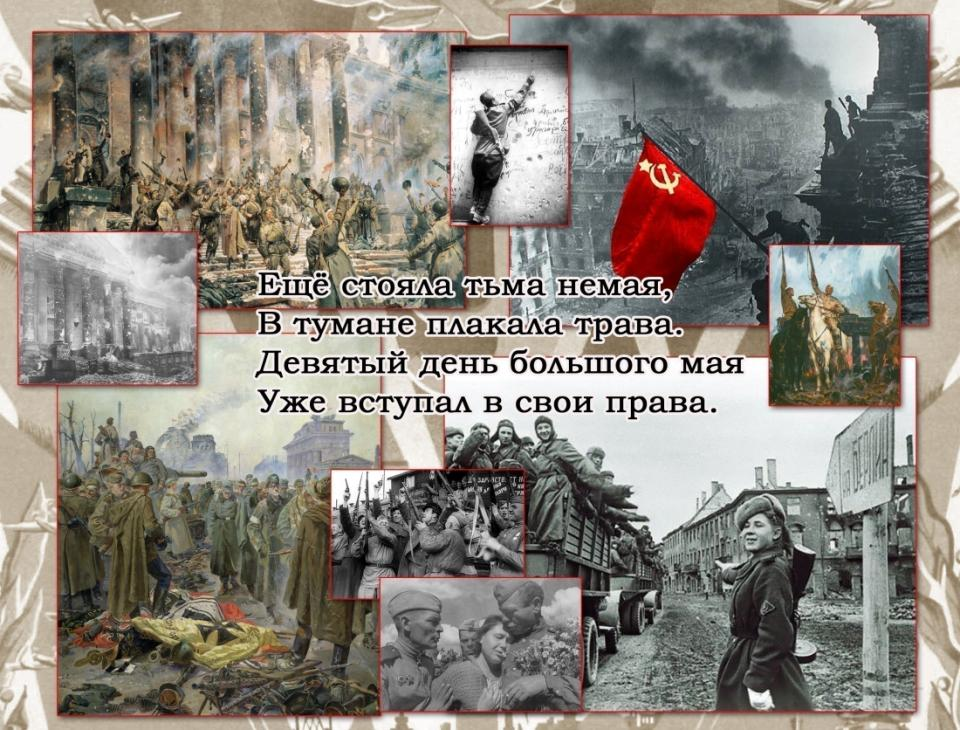 Ещё стояла тьма немая,
В тумане плакала трава.
Девятый день большого мая
Уже вступал в свои права.